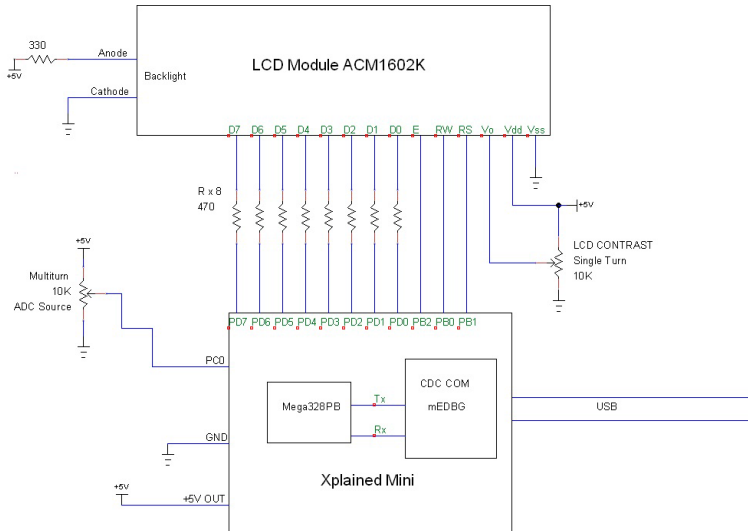 330
Anode
+5V
LCD Module ACM1602K
Backlight
Cathode
D7 D6 D5 D4 D3 D2 D1 D0 E RW RS Vo Vdd Vss
R x 8
470
+5V
LCD CONTRAST
Single Turn
10K
+5V
Multiturn
10K
ADC Source
PD7 PD6 PD5 PD4 PD3 PD2 PD1 PD0 PB2 PB0 PB1
PC0
CDC COM
mEDBG
Mega328PB
Tx
Rx
USB
GND
Xplained Mini
+5V
+5V OUT